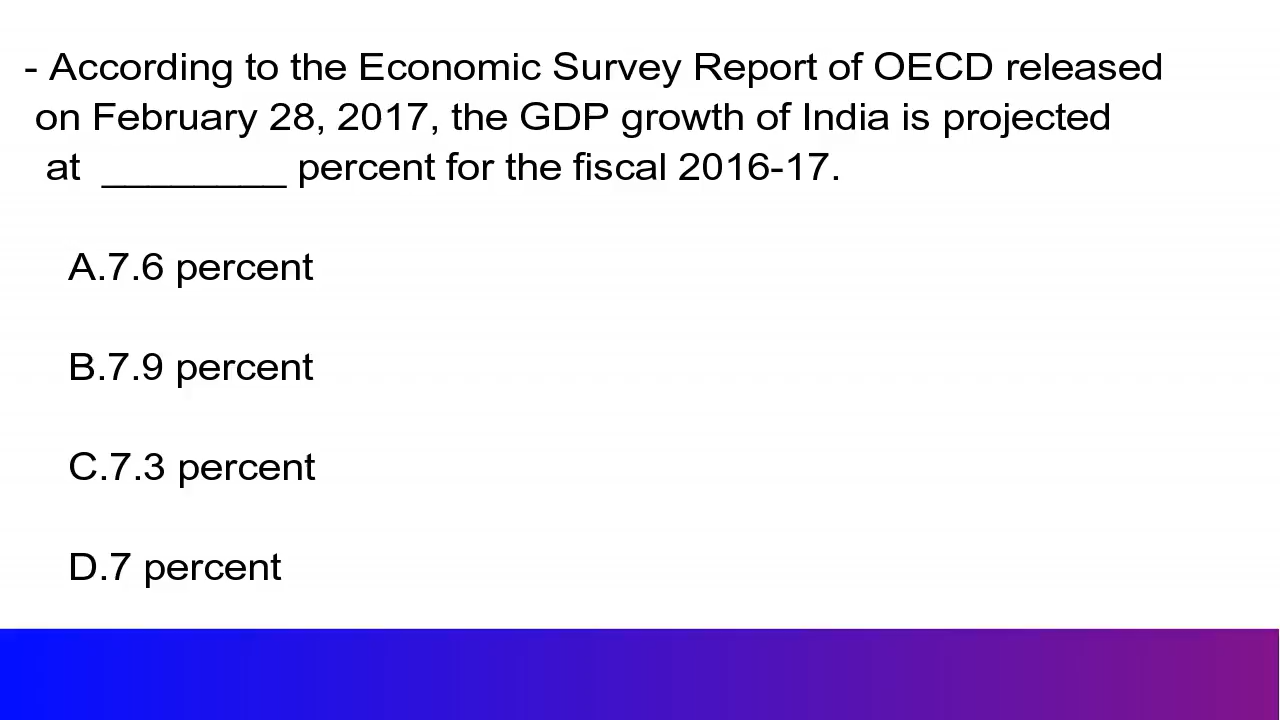 - According to the Economic Survey Report of OECD released
on February 28, 2017, the GDP growth of India is projected
at ________ percent for the fiscal 2016-17.
A.7.6 percent
B.7.9 percent
C.7.3 percent
D.7 percent